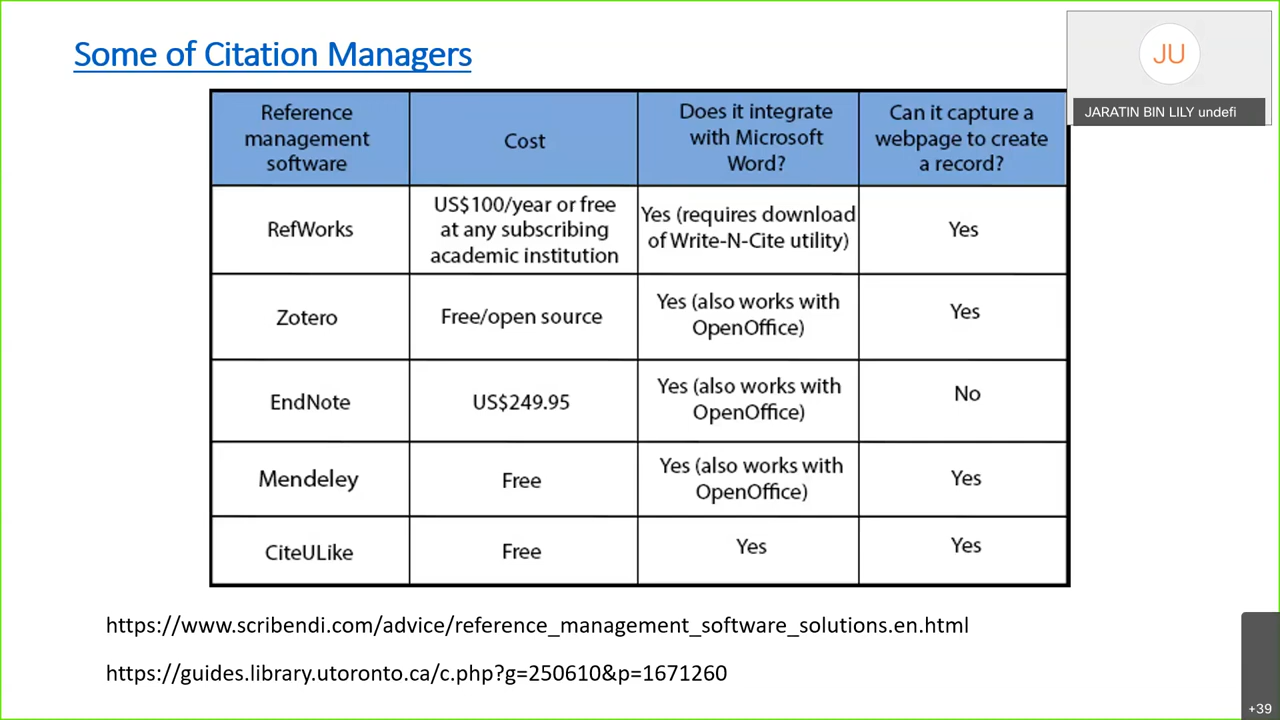 Some of Citation Managers
JU
JARATIN BIN LILY undefi
Reference
management
software
Cost
Does it integrate
with Microsoft
Word?
Can it capture a
webpage to create
a record?
RefWorks
US$100/year or free
at any subscribing
academic institution
Yes (requires download
of Write-N-Cite utility)
Yes
Zotero
Free/open source
Yes (also works with
OpenOffice)
Yes
EndNote
US$249.95
Yes (also works with
OpenOffice)
No
Mendeley
Free
Yes (also works with
OpenOffice)
Yes
CiteULike
Free
Yes
Yes
https://www.scribendi.com/advice/reference_management_software_solutions.en.html
https://guides.library.utoronto.ca/c.php?g=250610&p=1671260
+39